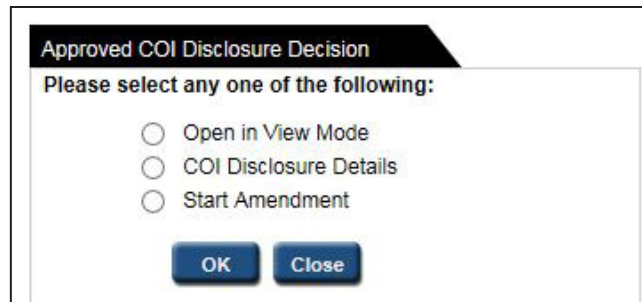 Approved COI Disclosure Decision
Please select any one of the following:
Open in View Mode
COI Disclosure Details
Start Amendment
OK Close